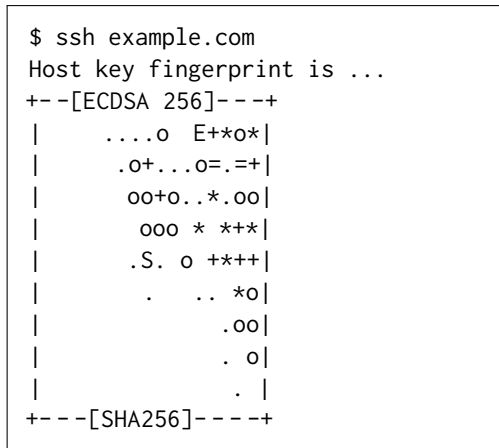 $ ssh example.com
Host key fingerprint is ...
+--[ECDSA 256]---+
|     ....o  E+*o*|
|      .o+...o=.=+|
|       oo+o..*.oo|
|        ooo * *+*|
|       .S. o +*++|
|        .   .. *o|
|             .oo|
|             . o|
|              . |
+---[SHA256]----+